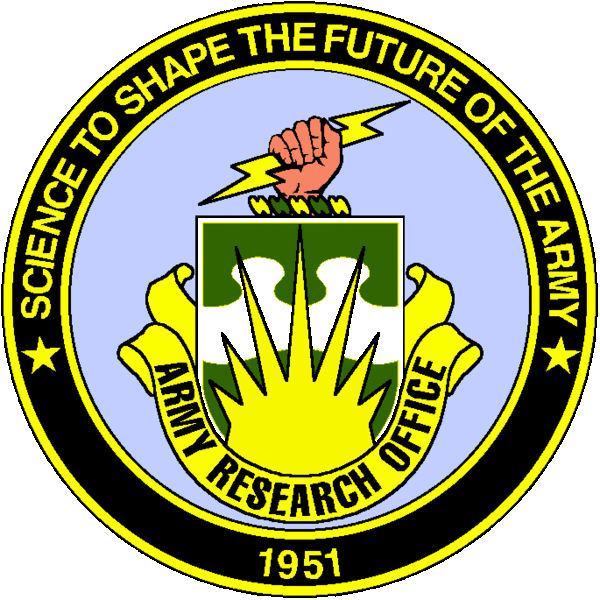 SCIENCE TO SHAPE THE FUTURE OF THE ARMY
ARMY RESEARCH OFFICE
1951